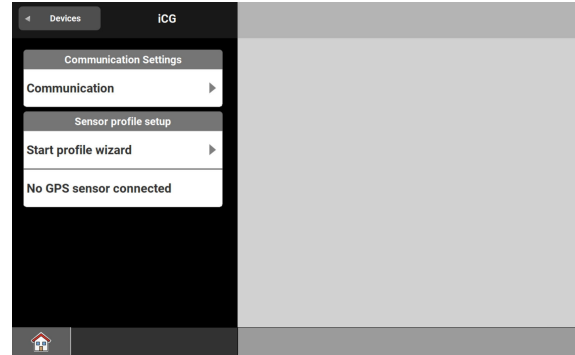 Devices
iCG
Communication Settings
Communication
Sensor profile setup
Start profile wizard
No GPS sensor connected